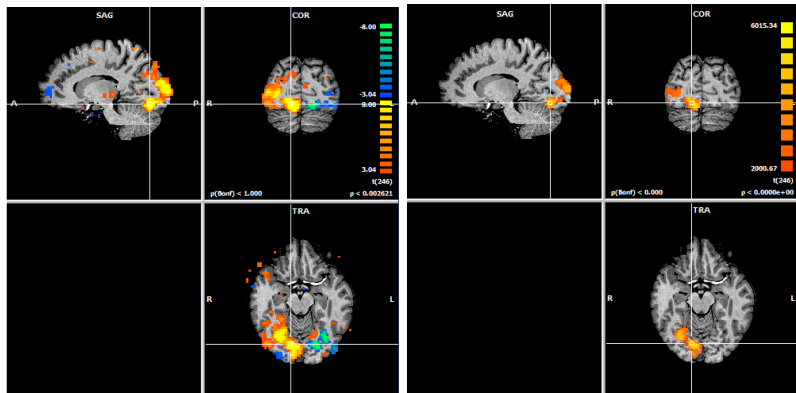 SAG
COR
-8.00
A
P
R
-3.04
8.00
3.04
t(246)
p(Bonf) < 1.000
p < 0.002621
TRA
R
L
SAG
COR
6015.34
A
P
R
2000.67
t(246)
p(Bonf) < 0.000
p < 0.0000e+00
TRA
R
L